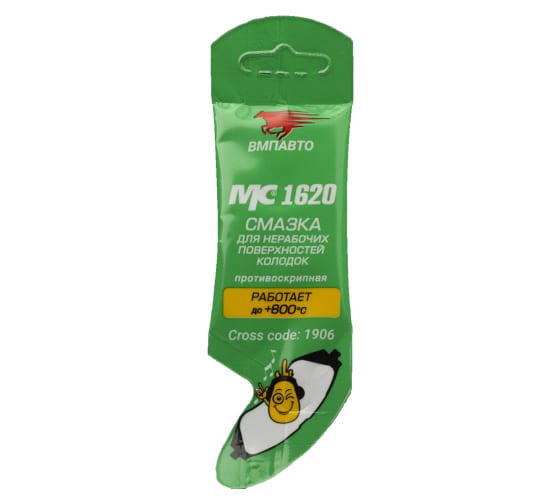 ВМПАВТО
МС® 1620
СМАЗКА
ДЛЯ НЕРАБОЧИХ
ПОВЕРХНОСТЕЙ
КОЛОДОК
противоскрипная
РАБОТАЕТ
до +800°С
Cross code: 1906